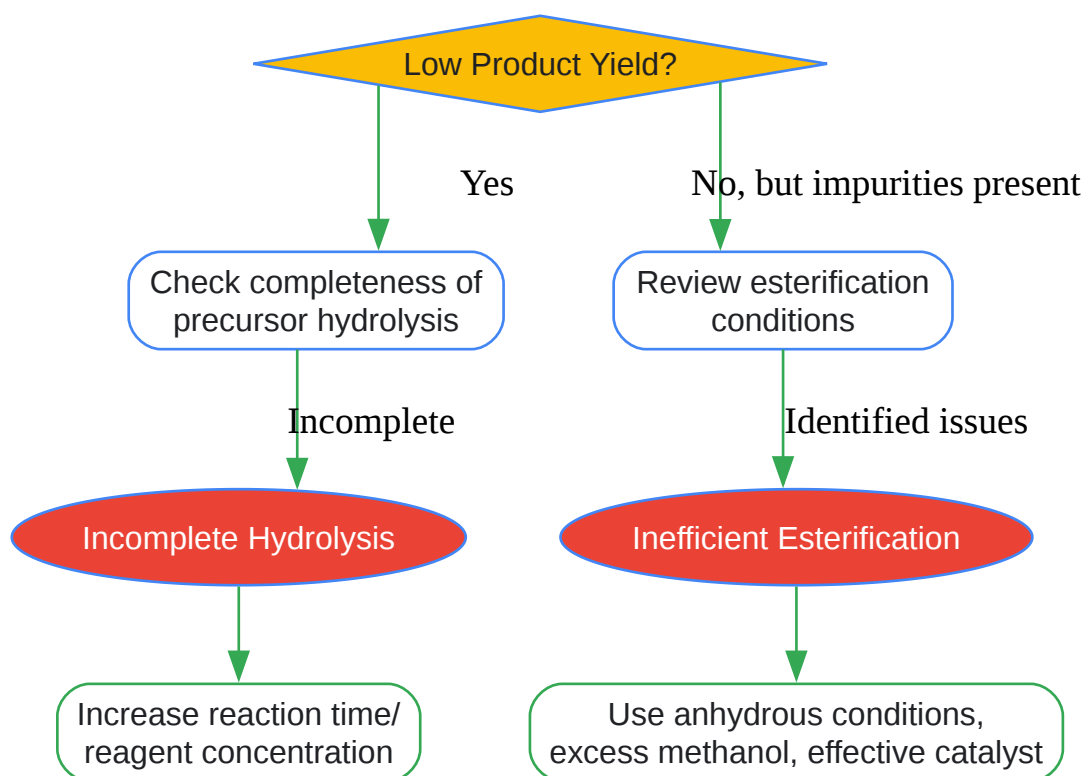 Low Product Yield?
Yes
No, but impurities present
Check completeness of
precursor hydrolysis
Review esterification
conditions
Incomplete
Identified issues
Incomplete Hydrolysis
Inefficient Esterification
Increase reaction time/
reagent concentration
Use anhydrous conditions,
excess methanol, effective catalyst